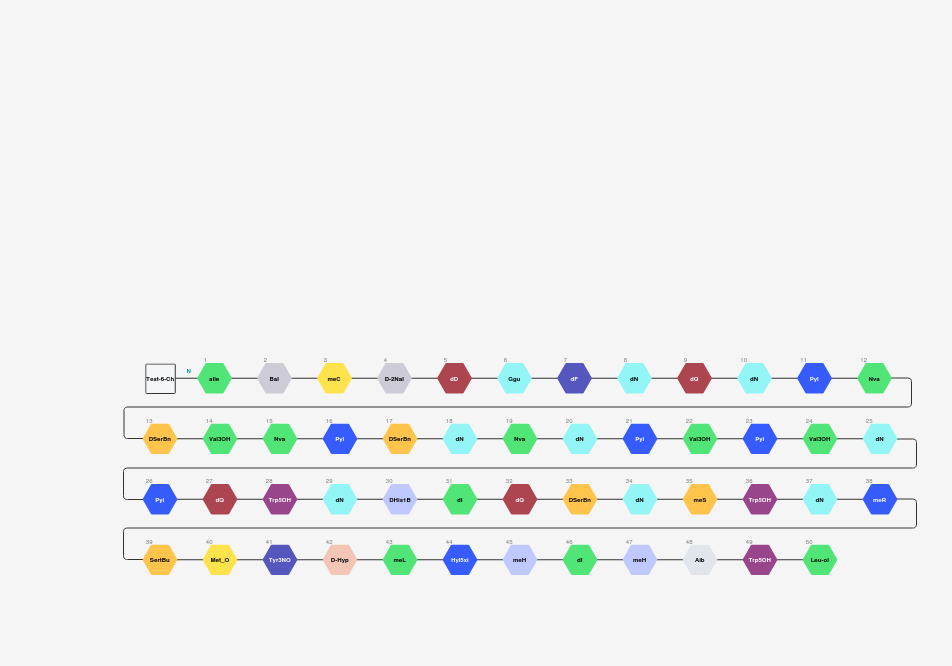 1 2 3 4 5 6 7 8 9 10 11 12
Test-6-Ch N aIle Bal meC D-2Nal dD Ggu dF dN dQ dN Pyl Nva
13 14 15 16 17 18 19 20 21 22 23 24 25
DSerBn Val3OH Nva Pyl DSerBn dN Nva dN Pyl Val3OH Pyl Val3OH dN
26 27 28 29 30 31 32 33 34 35 36 37 38
Pyl dQ Trp5OH dN DHis1B dI dQ DSerBn dN meS Trp5OH dN meR
39 40 41 42 43 44 45 46 47 48 49 50
SertBu Met_O Tyr3NO D-Hyp meL Hyl5xi meH dI meH Aib Trp5OH Leu-ol